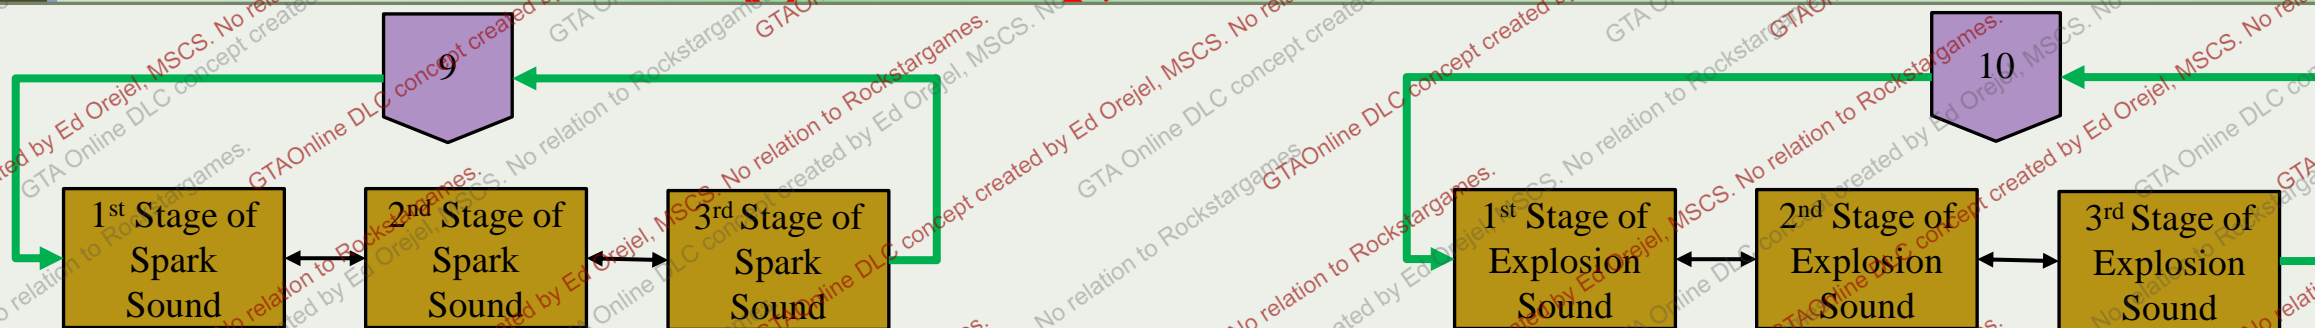 9
10
1st Stage of
Spark
Sound
2nd Stage of
Spark
Sound
3rd Stage of
Spark
Sound
1st Stage of
Explosion
Sound
2nd Stage of
Explosion
Sound
3rd Stage of
Explosion
Sound
GTAOnline DLC concept created by Ed Orejel, MSCS. No relation to Rockstargames.
GTA Online DLC concept created by Ed Orejel, MSCS. No relation to Rockstargames.